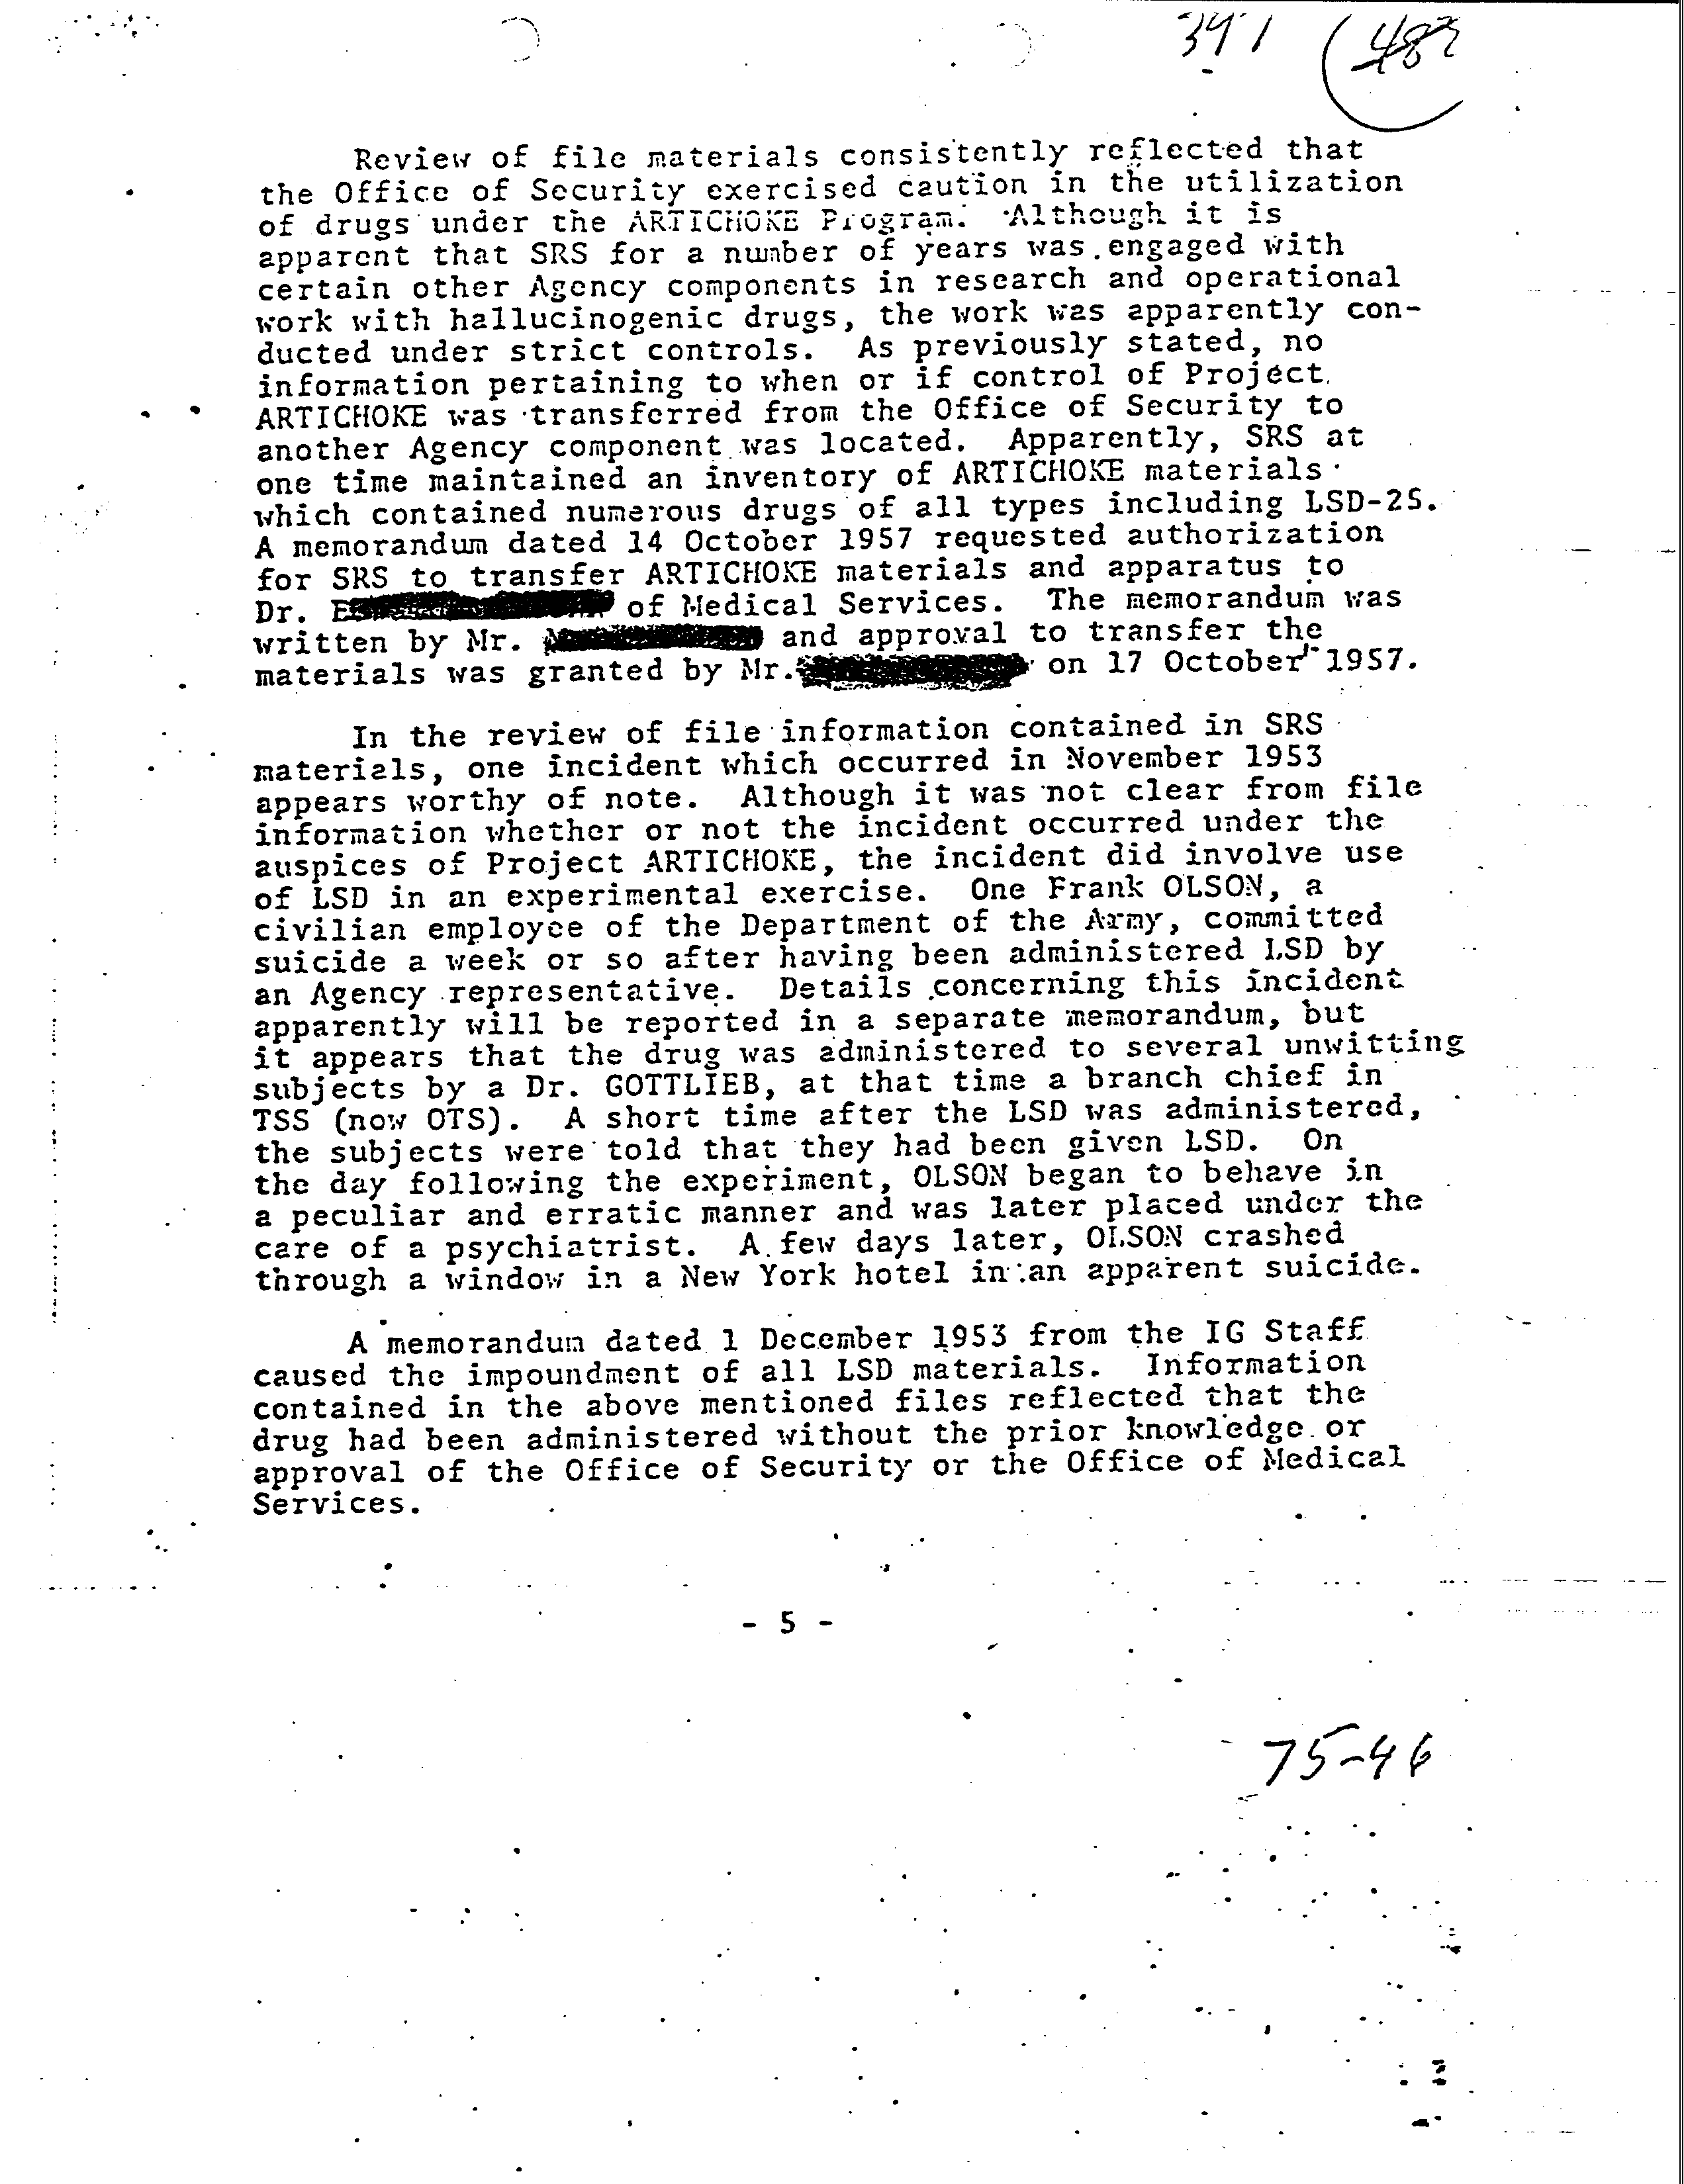 391 (489
Review of file materials consistently reflected that
the Office of Security exercised caution in the utilization
of drugs under the ARTICHOKE Program. Although it is
apparent that SRS for a number of years was engaged with
certain other Agency components in research and operational
work with hallucinogenic drugs, the work was apparently con-
ducted under strict controls. As previously stated, no
information pertaining to when or if control of Project
ARTICHOKE was transferred from the Office of Security to
another Agency component was located. Apparently, SRS at
one time maintained an inventory of ARTICHOKE materials
which contained numerous drugs of all types including LSD-25.
A memorandum dated 14 October 1957 requested authorization
for SRS to transfer ARTICHOKE materials and apparatus to
Dr. of Medical Services. The memorandum was
written by Mr. and approval to transfer the
materials was granted by Mr. on 17 October 1957.
In the review of file information contained in SRS
materials, one incident which occurred in November 1953
appears worthy of note. Although it was not clear from file
information whether or not the incident occurred under the
auspices of Project ARTICHOKE, the incident did involve use
of LSD in an experimental exercise. One Frank OLSON, a
civilian employee of the Department of the Army, committed
suicide a week or so after having been administered LSD by
an Agency representative. Details concerning this incident
apparently will be reported in a separate memorandum, but
it appears that the drug was administered to several unwitting
subjects by a Dr. GOTTLIEB, at that time a branch chief in
TSS (now OTS). A short time after the LSD was administered,
the subjects were told that they had been given LSD. On
the day following the experiment, OLSON began to behave in
a peculiar and erratic manner and was later placed under the
care of a psychiatrist. A few days later, OLSON crashed
through a window in a New York hotel in an apparent suicide.
A memorandum dated 1 December 1953 from the IG Staff
caused the impoundment of all LSD materials. Information
contained in the above mentioned files reflected that the
drug had been administered without the prior knowledge or
approval of the Office of Security or the Office of Medical
Services.
- 5 -
75-46